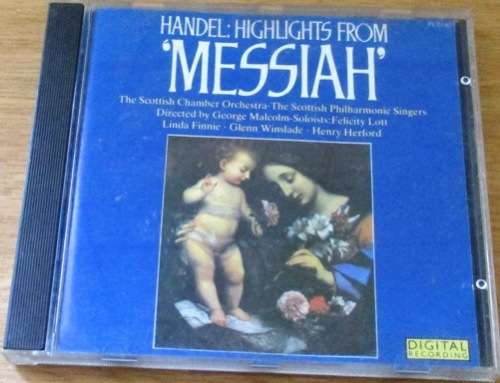 HANDEL: HIGHLIGHTS FROM
'MESSIAH'
The Scottish Chamber Orchestra·The Scottish Philharmonic Singers
Directed by George Malcolm·Soloists:Felicity Lott
Linda Finnie · Glenn Winslade · Henry Herford
DIGITAL
RECORDING